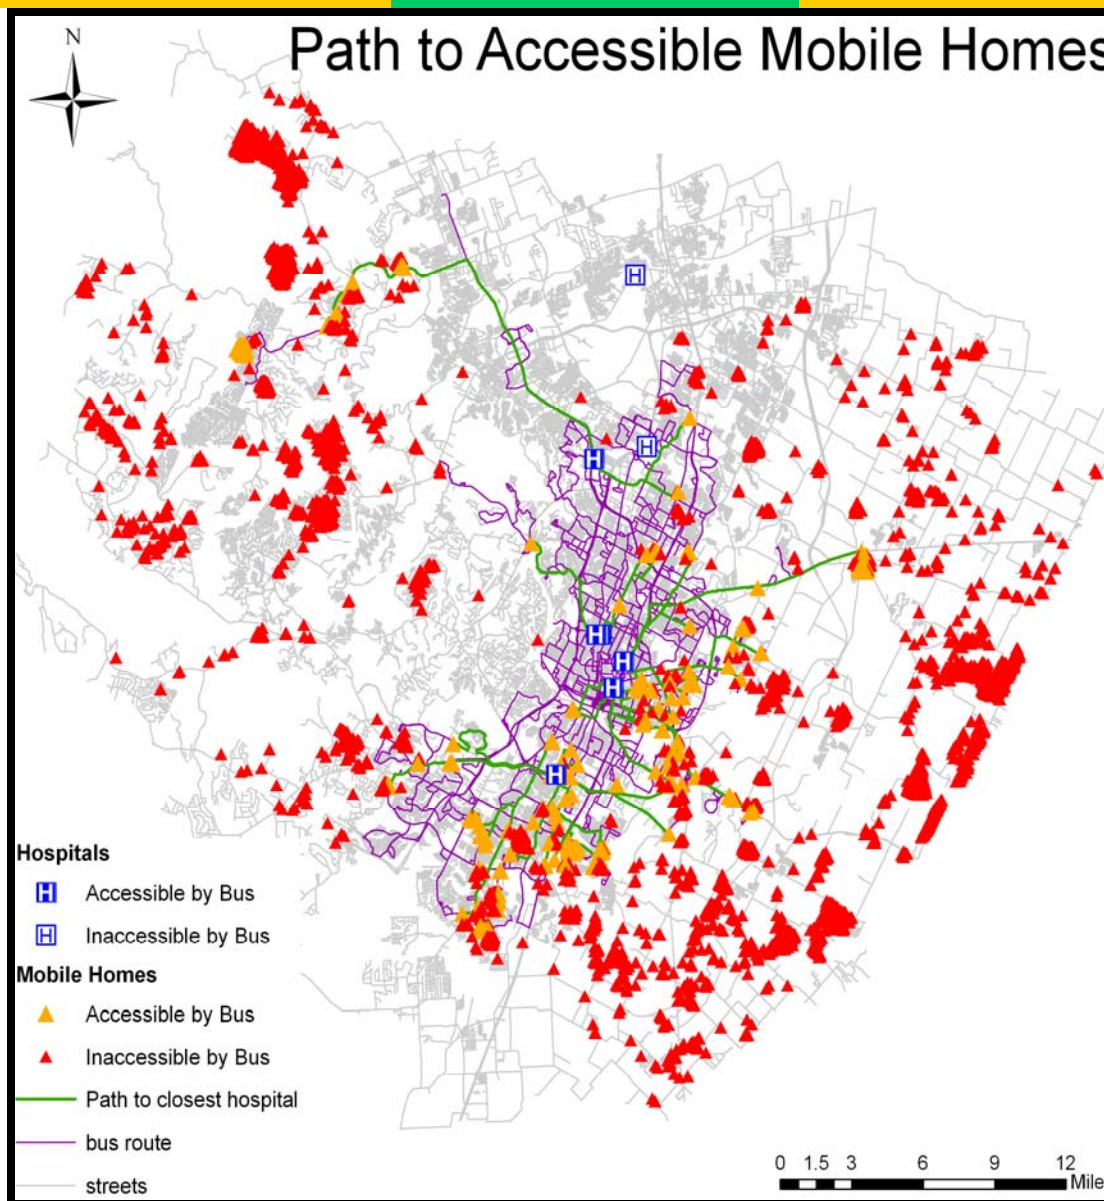 N
Path to Accessible Mobile Homes
H
H
H
H
H
H
H
Hospitals
H Accessible by Bus
H Inaccessible by Bus
Mobile Homes
Accessible by Bus
Inaccessible by Bus
Path to closest hospital
bus route
streets
0 1.5 3 6 9 12
Mile